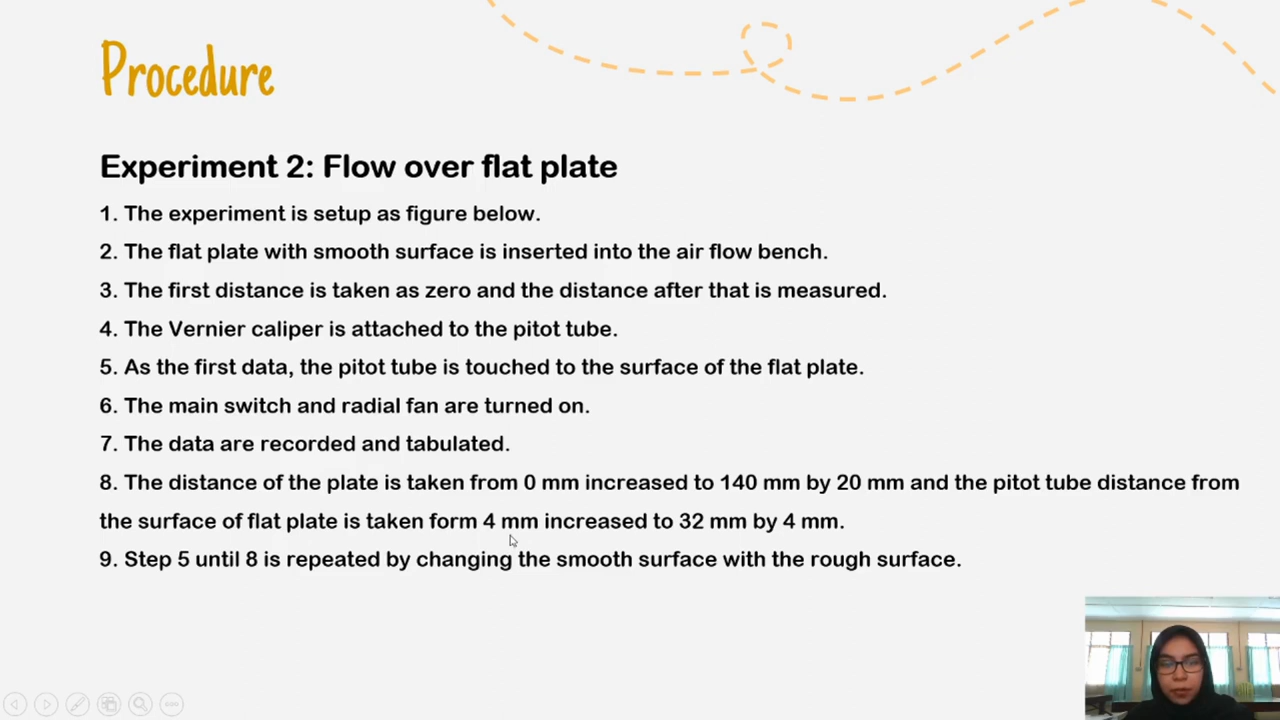 Procedure
Experiment 2: Flow over flat plate
1. The experiment is setup as figure below.
2. The flat plate with smooth surface is inserted into the air flow bench.
3. The first distance is taken as zero and the distance after that is measured.
4. The Vernier caliper is attached to the pitot tube.
5. As the first data, the pitot tube is touched to the surface of the flat plate.
6. The main switch and radial fan are turned on.
7. The data are recorded and tabulated.
8. The distance of the plate is taken from 0 mm increased to 140 mm by 20 mm and the pitot tube distance from
the surface of flat plate is taken form 4 mm increased to 32 mm by 4 mm.
9. Step 5 until 8 is repeated by changing the smooth surface with the rough surface.